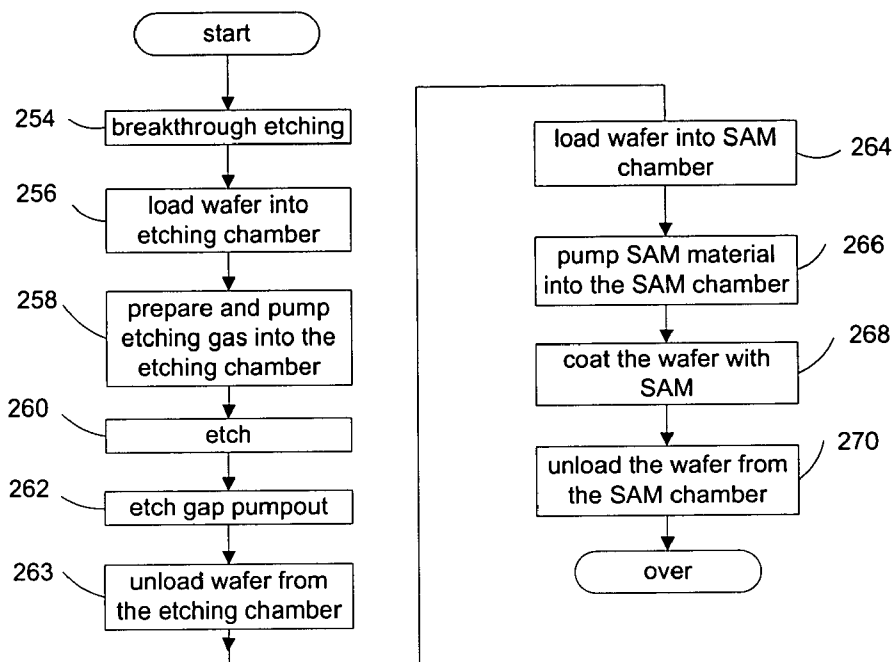 start
254
breakthrough etching
256
load wafer into
etching chamber
258
prepare and pump
etching gas into the
etching chamber
260
etch
262
etch gap pumpout
263
unload wafer from
the etching chamber
load wafer into SAM
chamber
264
pump SAM material
into the SAM chamber
266
coat the wafer with
SAM
268
unload the wafer from
the SAM chamber
270
over